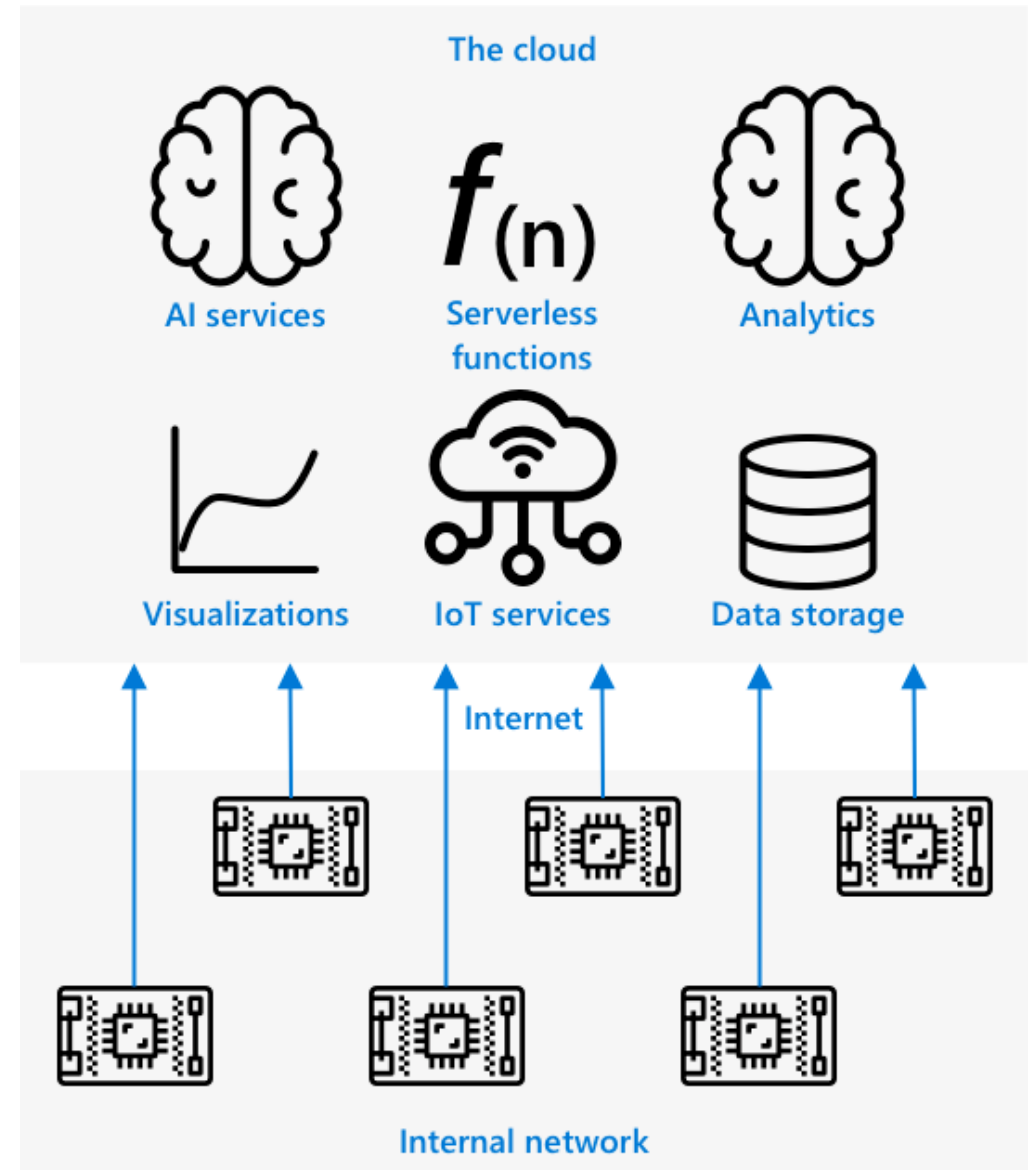 The cloud
f(n)
AI services
Serverless
functions
Analytics
Visualizations
IoT services
Data storage
Internet
Internal network